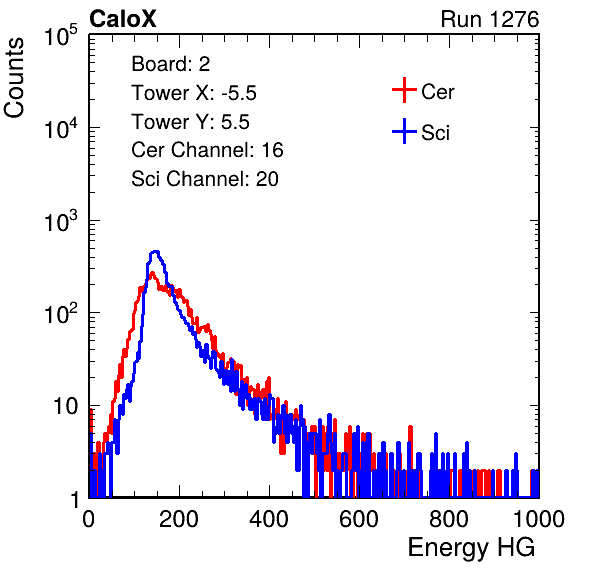 CaloX Run 1276
Counts
10^5
10^4
10^3
10^2
10
1
Board: 2
Tower X: -5.5
Tower Y: 5.5
Cer Channel: 16
Sci Channel: 20
Cer
Sci
0 200 400 600 800 1000
Energy HG